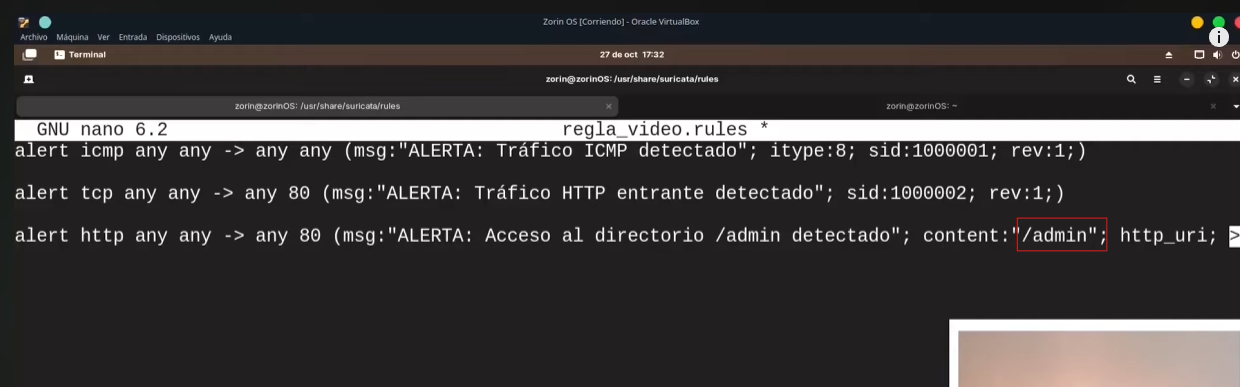 Zorin OS [Corriendo] - Oracle VirtualBox
Archivo Máquina Ver Entrada Dispositivos Ayuda
Terminal 27 de oct 17:32
zorin@zorinOS: /usr/share/suricata/rules
zorin@zorinOS: /usr/share/suricata/rules × zorin@zorinOS: ~ ×
GNU nano 6.2 regla_video.rules *
alert icmp any any -> any any (msg:"ALERTA: Tráfico ICMP detectado"; itype:8; sid:1000001; rev:1;)
alert tcp any any -> any 80 (msg:"ALERTA: Tráfico HTTP entrante detectado"; sid:1000002; rev:1;)
alert http any any -> any 80 (msg:"ALERTA: Acceso al directorio /admin detectado"; content:"/admin"; http_uri; >